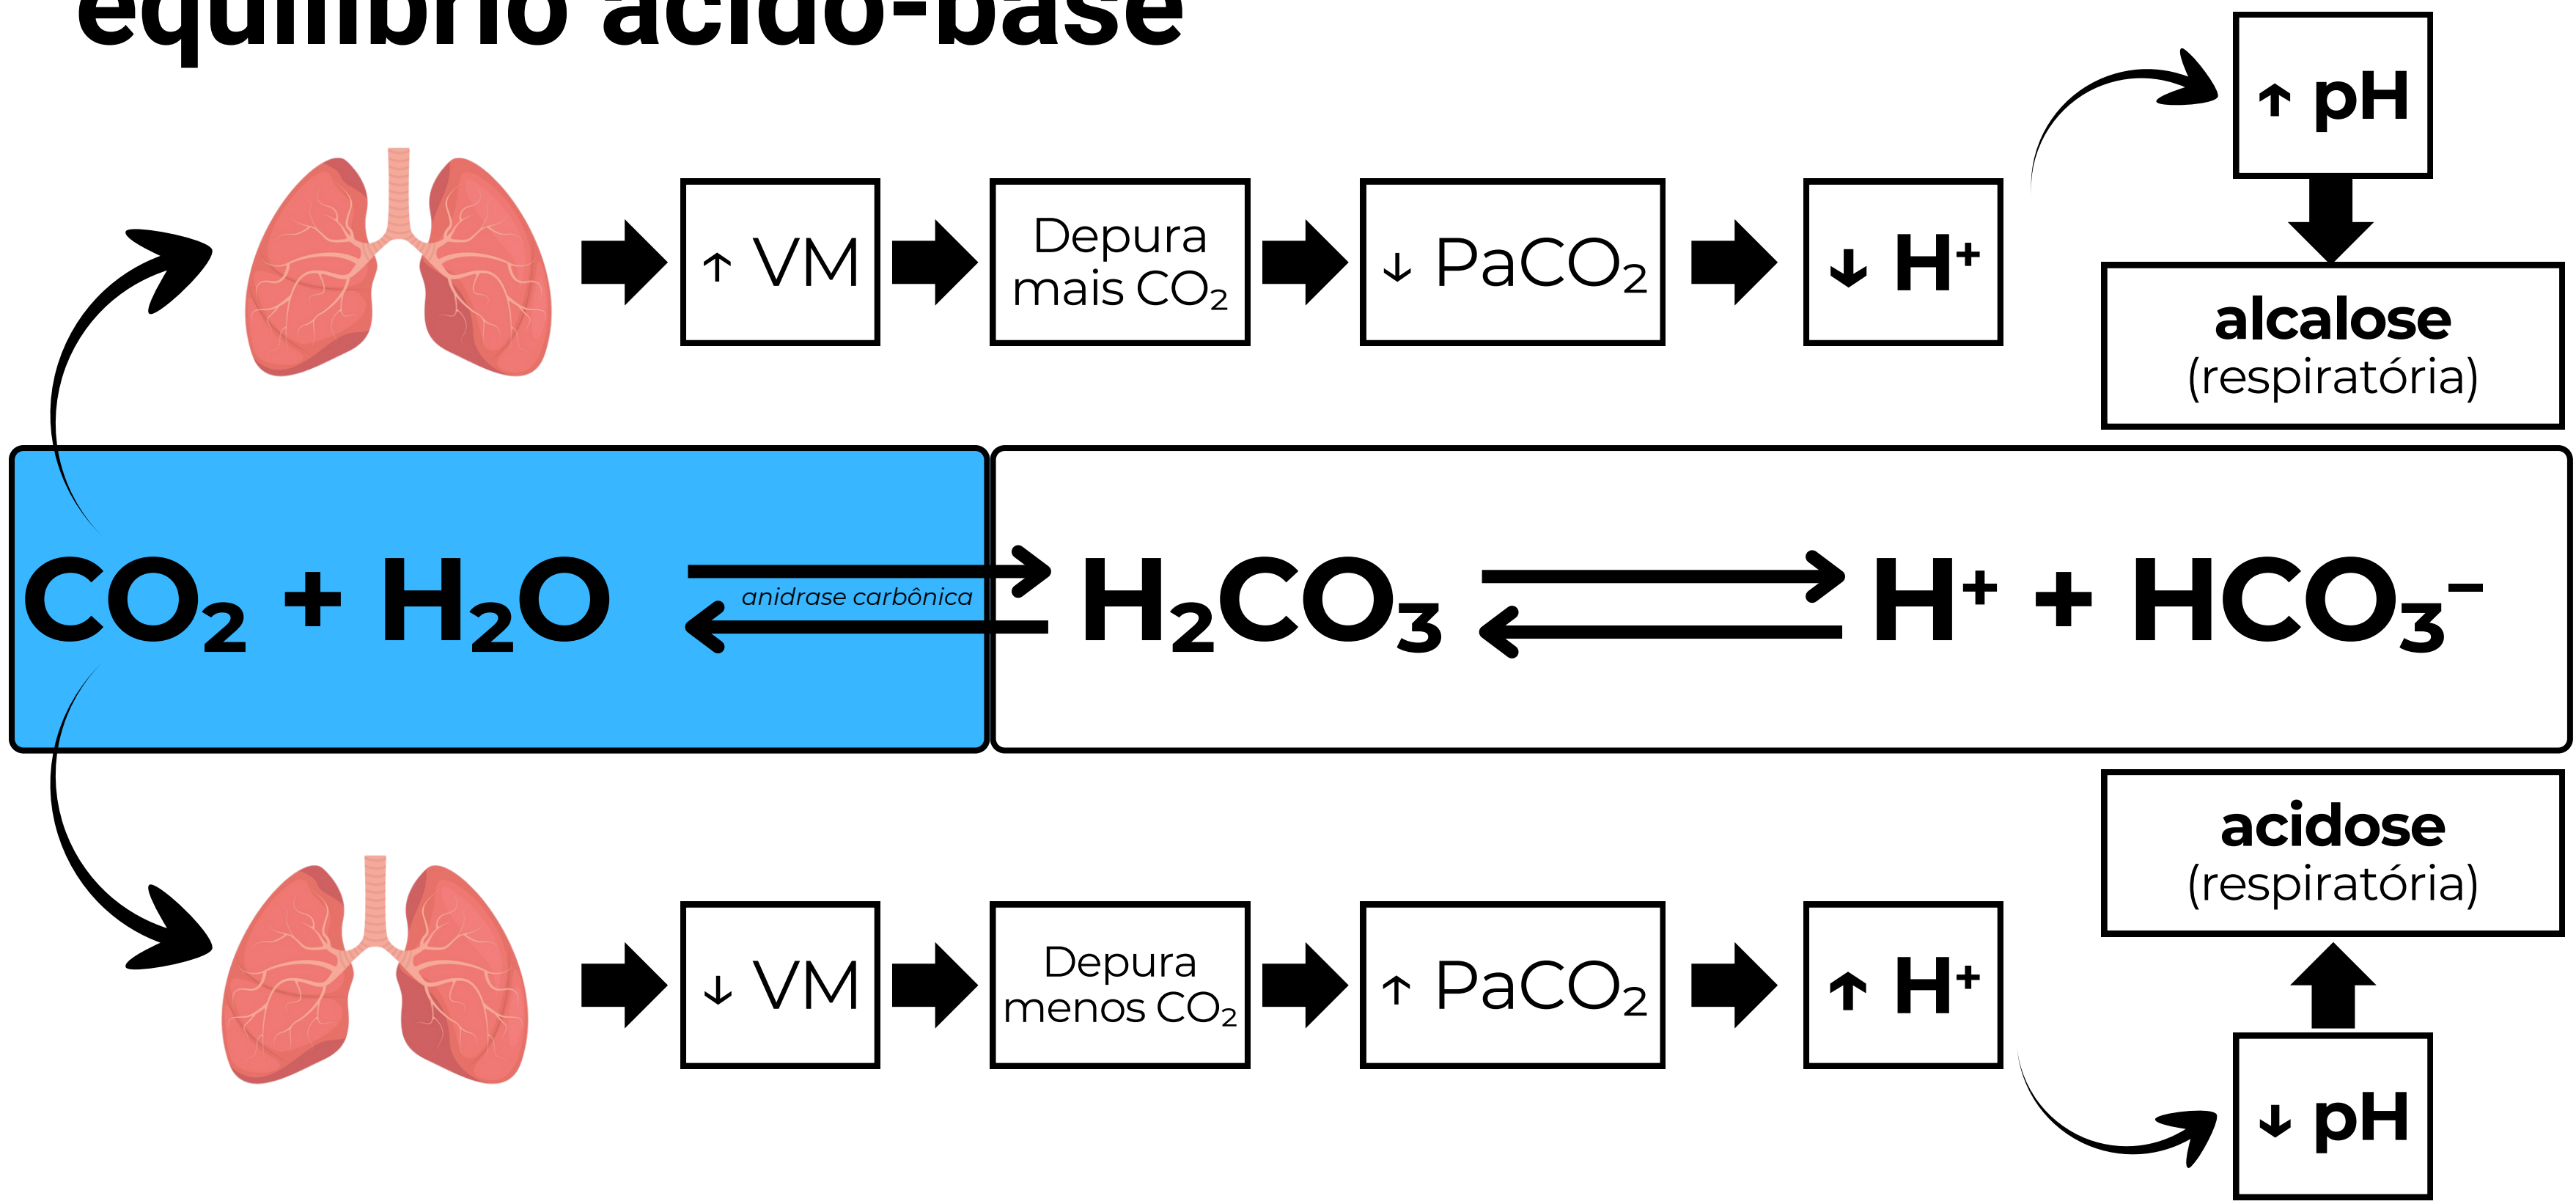 equilíbrio ácido-base
↑ pH
↑ VM
Depura
mais CO₂
↓ PaCO₂
↓ H⁺
alcalose
(respiratória)
CO₂ + H₂O
anidrase carbônica
H₂CO₃
H⁺ + HCO₃⁻
acidose
(respiratória)
↓ VM
Depura
menos CO₂
↑ PaCO₂
↑ H⁺
↓ pH